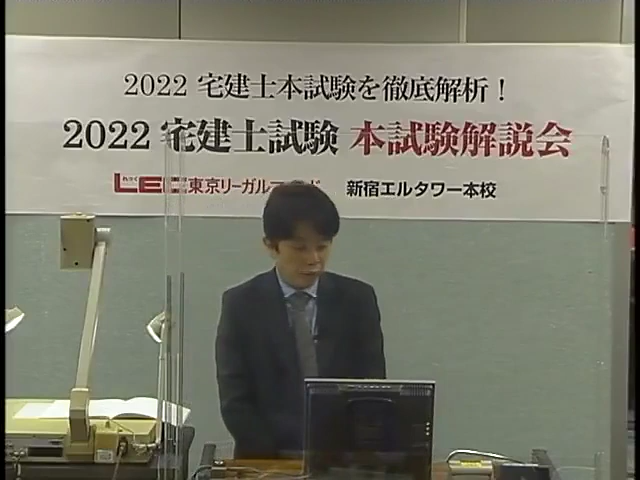 2022 宅建士本試験を徹底解析！
2022 宅建士試験 本試験解説会
LEC東京リーガルマインド 新宿エルタワー本校